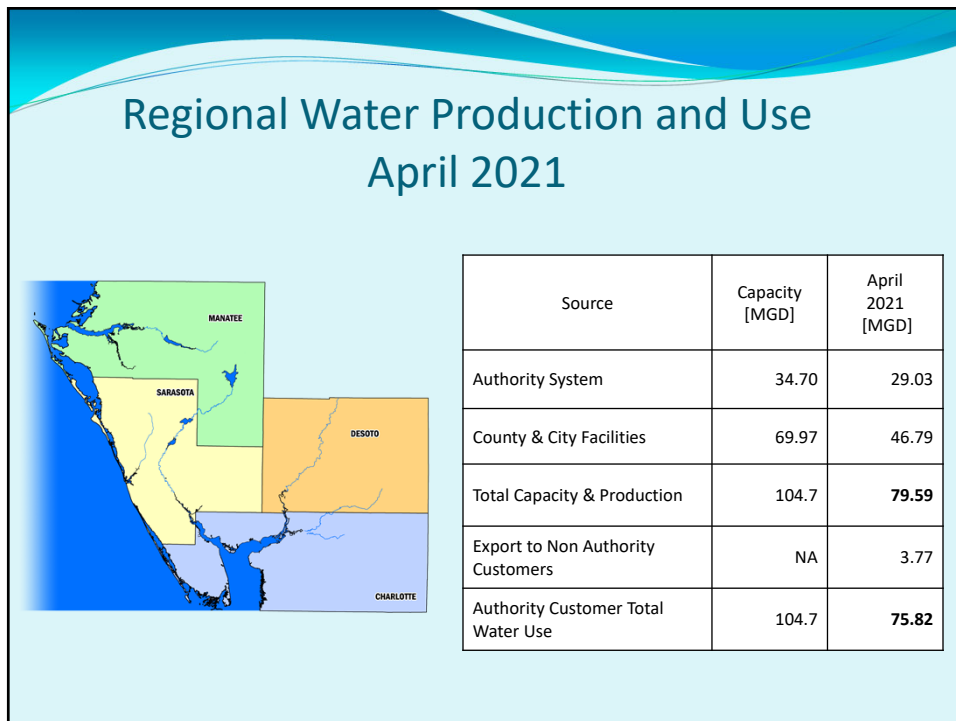 Regional Water Production and Use
April 2021
MANATEE
SARASOTA
DESOTO
CHARLOTTE
Source
Capacity
[MGD]
April
2021
[MGD]
Authority System 34.70 29.03
County & City Facilities 69.97 46.79
Total Capacity & Production 104.7 79.59
Export to Non Authority
Customers NA 3.77
Authority Customer Total
Water Use 104.7 75.82